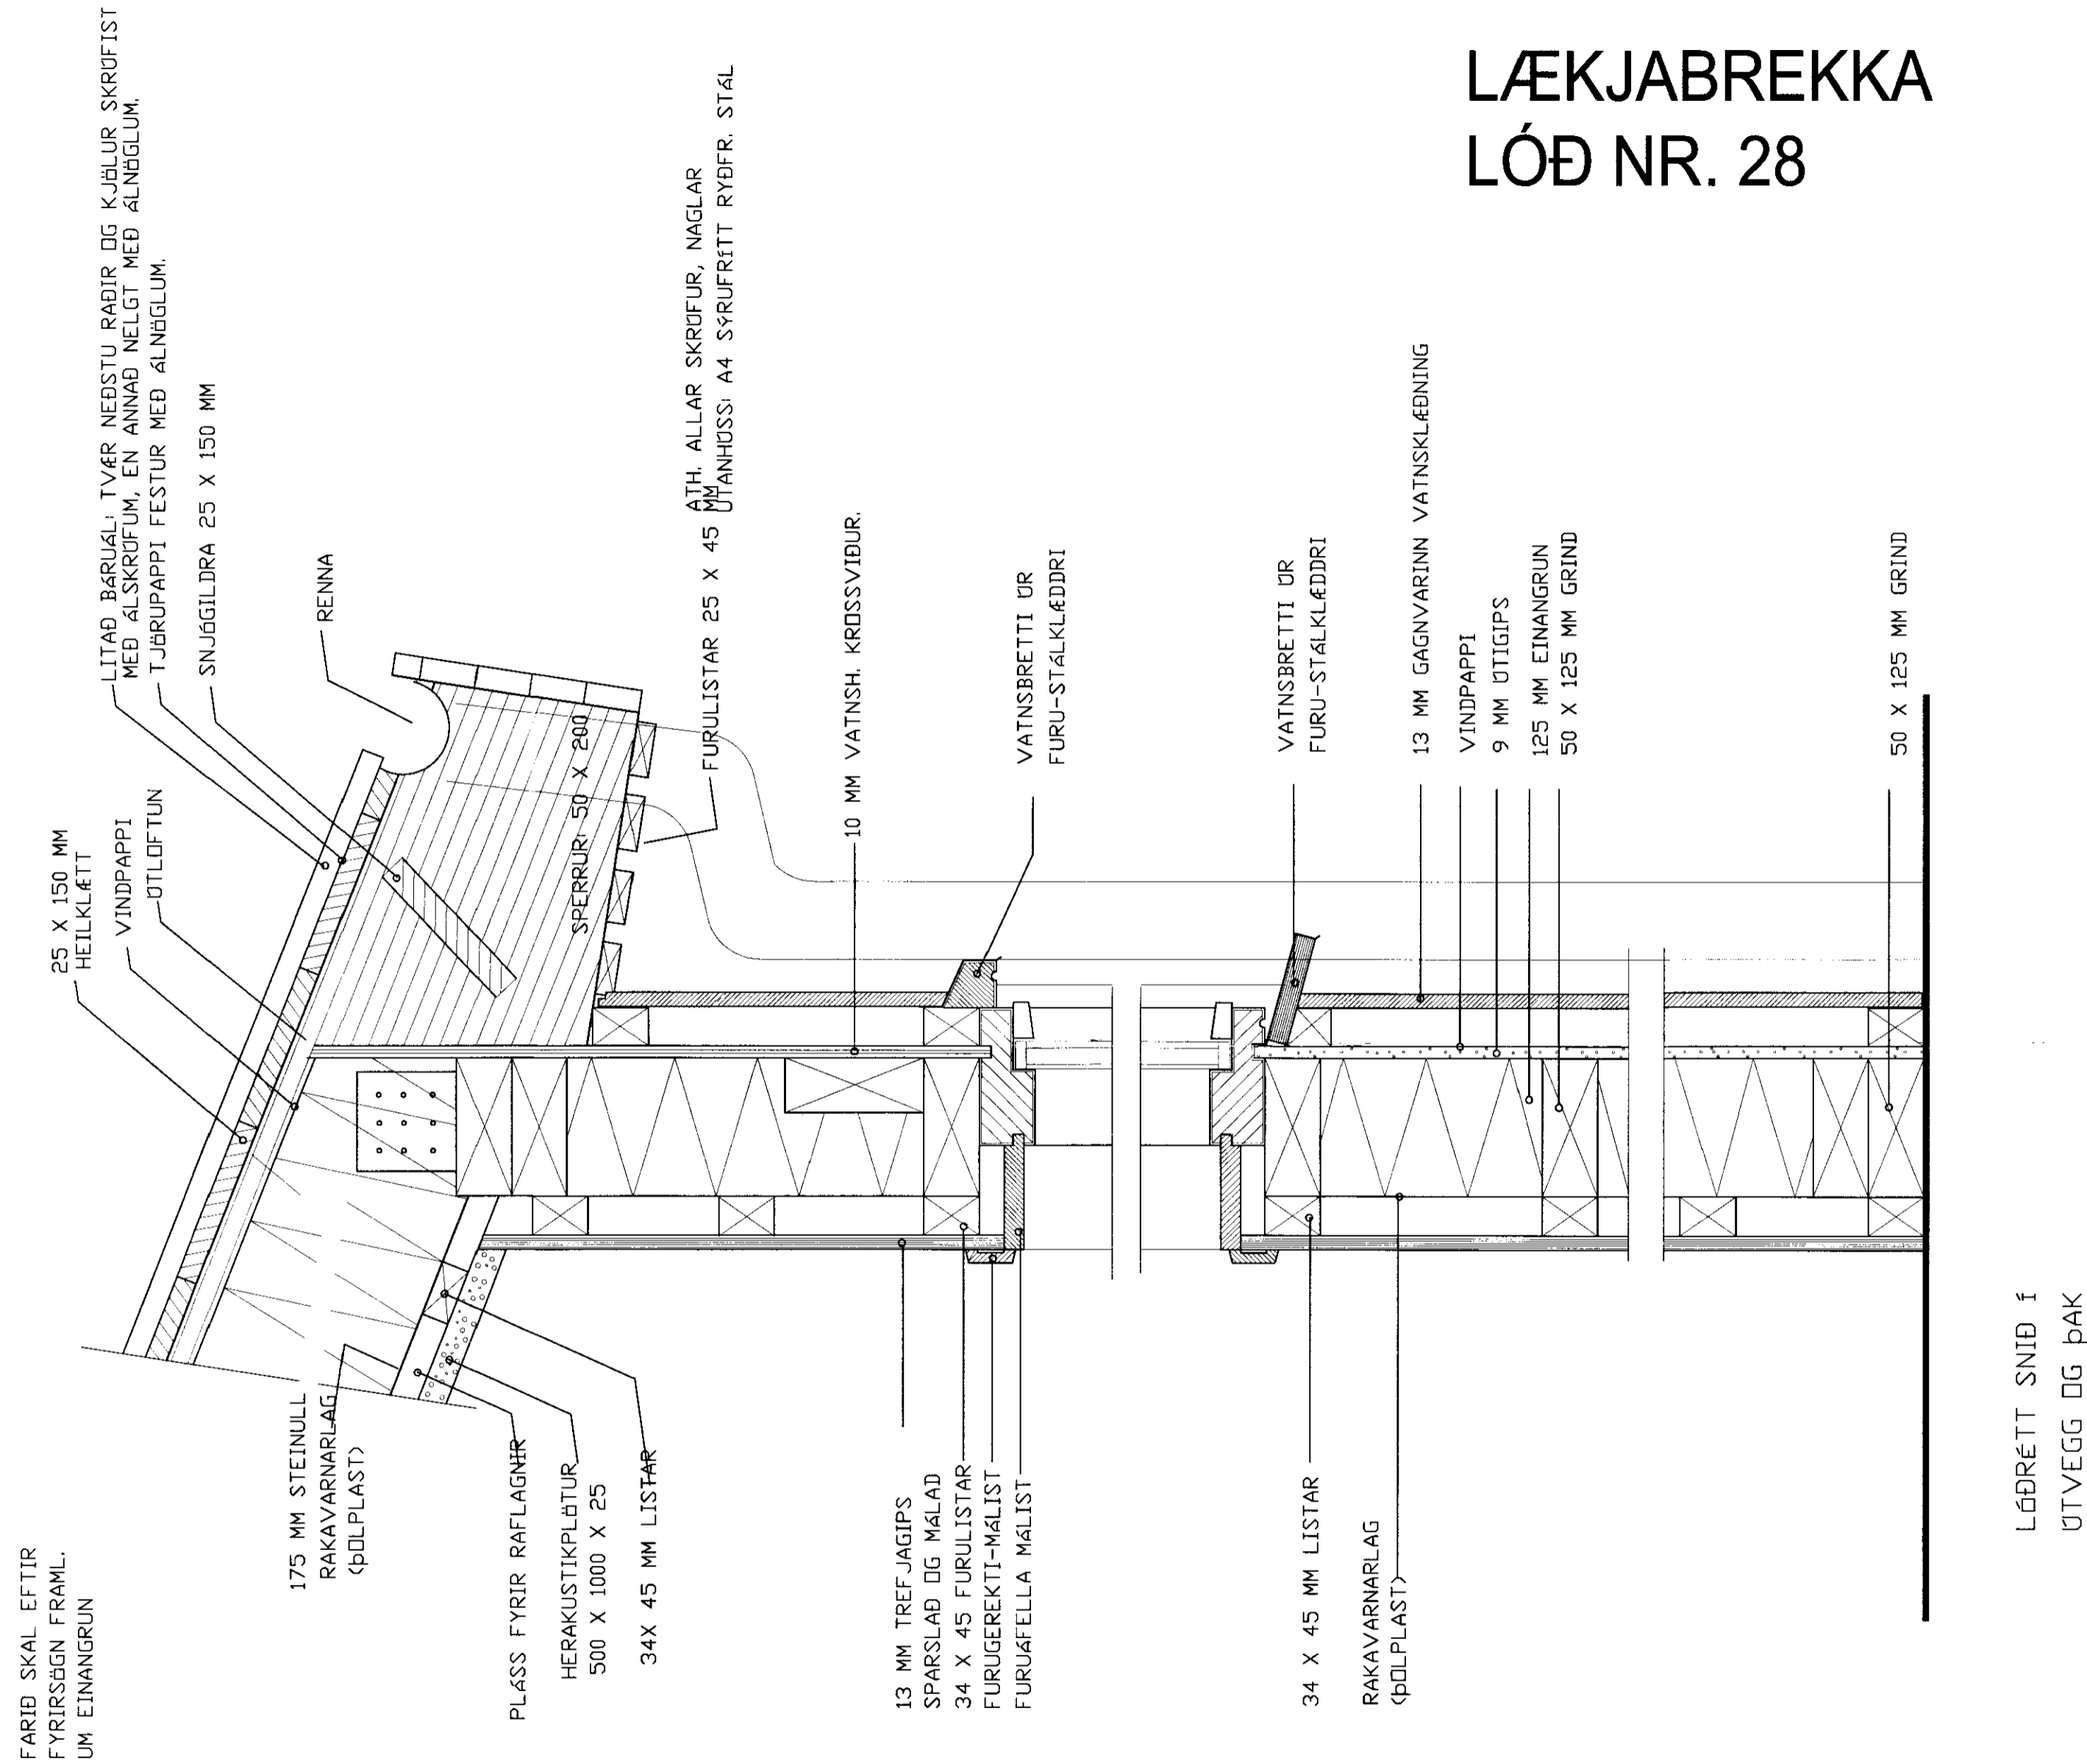 LÆKJABREKKA
LÓÐ NR. 28
LITAÐ BÁRUÁL: TVÆR NEÐSTU RAÐIR OG KJÖLUR SKRÚFIST
MEÐ ÁLSKRÚFUM, EN ANNAÐ NELGT MEÐ ÁLNÖGLUM.
TJÖRUPAPPI FESTUR MEÐ ÁLNÖGLUM.
SNJÓGILDRA 25 X 150 MM
RENNA
25 X 150 MM
HEILKLÆTT
VINDPAPPI
ÚTLOFTUN
SPERRUR: 50 X 200
ATH. ALLAR SKRÚFUR, NAGLAR
UTANHÚSS: A4 SÝRUFRÍTT RYÐFR. STÁL
FURULISTAR 25 X 45 MM
10 MM VATNSH. KROSSVIÐUR.
VATNSBRETTI ÚR
FURU-STÁLKLÆDDRI
VATNSBRETTI ÚR
FURU-STÁLKLÆDDRI
13 MM GAGNVARINN VATNSKLÆÐNING
VINDPAPPI
9 MM ÚTIGIPS
125 MM EINANGRUN
50 X 125 MM GRIND
50 X 125 MM GRIND
FARIÐ SKAL EFTIR
FYRIRSÖGN FRAML.
UM EINANGRUN
175 MM STEINULL
RAKAVARNARLAG
(ÞOLPLAST)
PLÁSS FYRIR RAFLAGNIR
HERAKUSTIKPLÖTUR
500 X 1000 X 25
34X 45 MM LISTAR
13 MM TREFJAGIPS
SPARSLAÐ OG MÁLAÐ
34 X 45 FURULISTAR
FURUGEREKTI-MÁLIST
FURUÁFELLA MÁLIST
34 X 45 MM LISTAR
RAKAVARNARLAG
(ÞOLPLAST)
LÓÐRÉTT SNIÐ Í
ÚTVEGG OG ÞAK